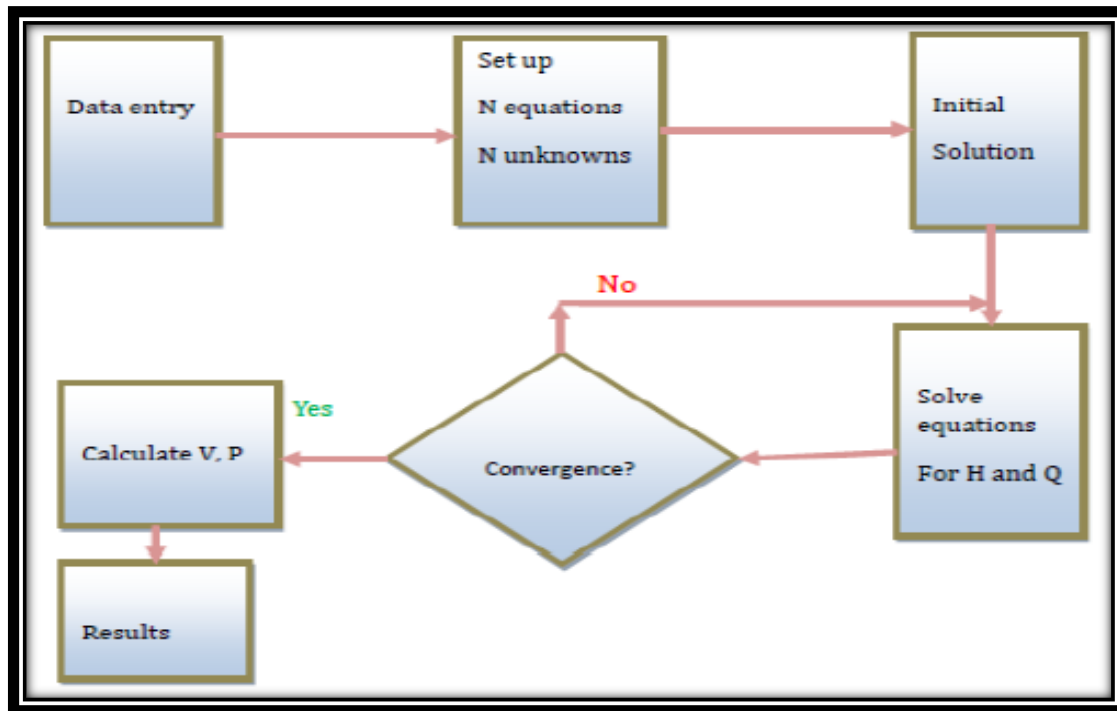 Data entry
Set up
N equations
N unknowns
Initial
Solution
No
Solve
equations
For H and Q
Convergence?
Yes
Calculate V, P
Results